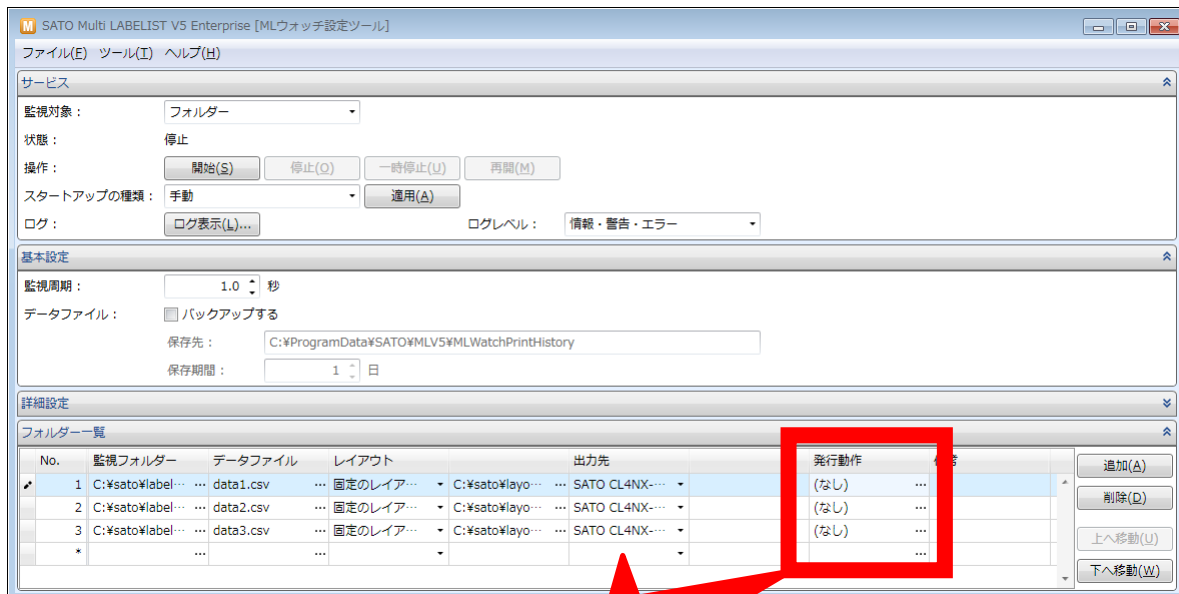 SATO Multi LABELIST V5 Enterprise [MLウォッチ設定ツール]
ファイル(F) ツール(T) ヘルプ(H)
サービス
監視対象： フォルダー
状態： 停止
操作： 開始(S) 停止(O) 一時停止(U) 再開(M)
スタートアップの種類： 手動 適用(A)
ログ： ログ表示(L)... ログレベル： 情報・警告・エラー
基本設定
監視周期： 1.0 秒
データファイル： バックアップする
保存先： C:¥ProgramData¥SATO¥MLV5¥MLWatchPrintHistory
保存期間： 1 日
詳細設定
フォルダー一覧
No. 監視フォルダー データファイル レイアウト 出力先 発行動作
1 C:¥sato¥label… ... data1.csv ... 固定のレイア… C:¥sato¥layo… ... SATO CL4NX-… (なし) ...
2 C:¥sato¥label… ... data2.csv ... 固定のレイア… C:¥sato¥layo… ... SATO CL4NX-… (なし) ...
3 C:¥sato¥label… ... data3.csv ... 固定のレイア… C:¥sato¥layo… ... SATO CL4NX-… (なし) ...
* ... ... ... ...
追加(A)
削除(D)
上へ移動(U)
下へ移動(W)